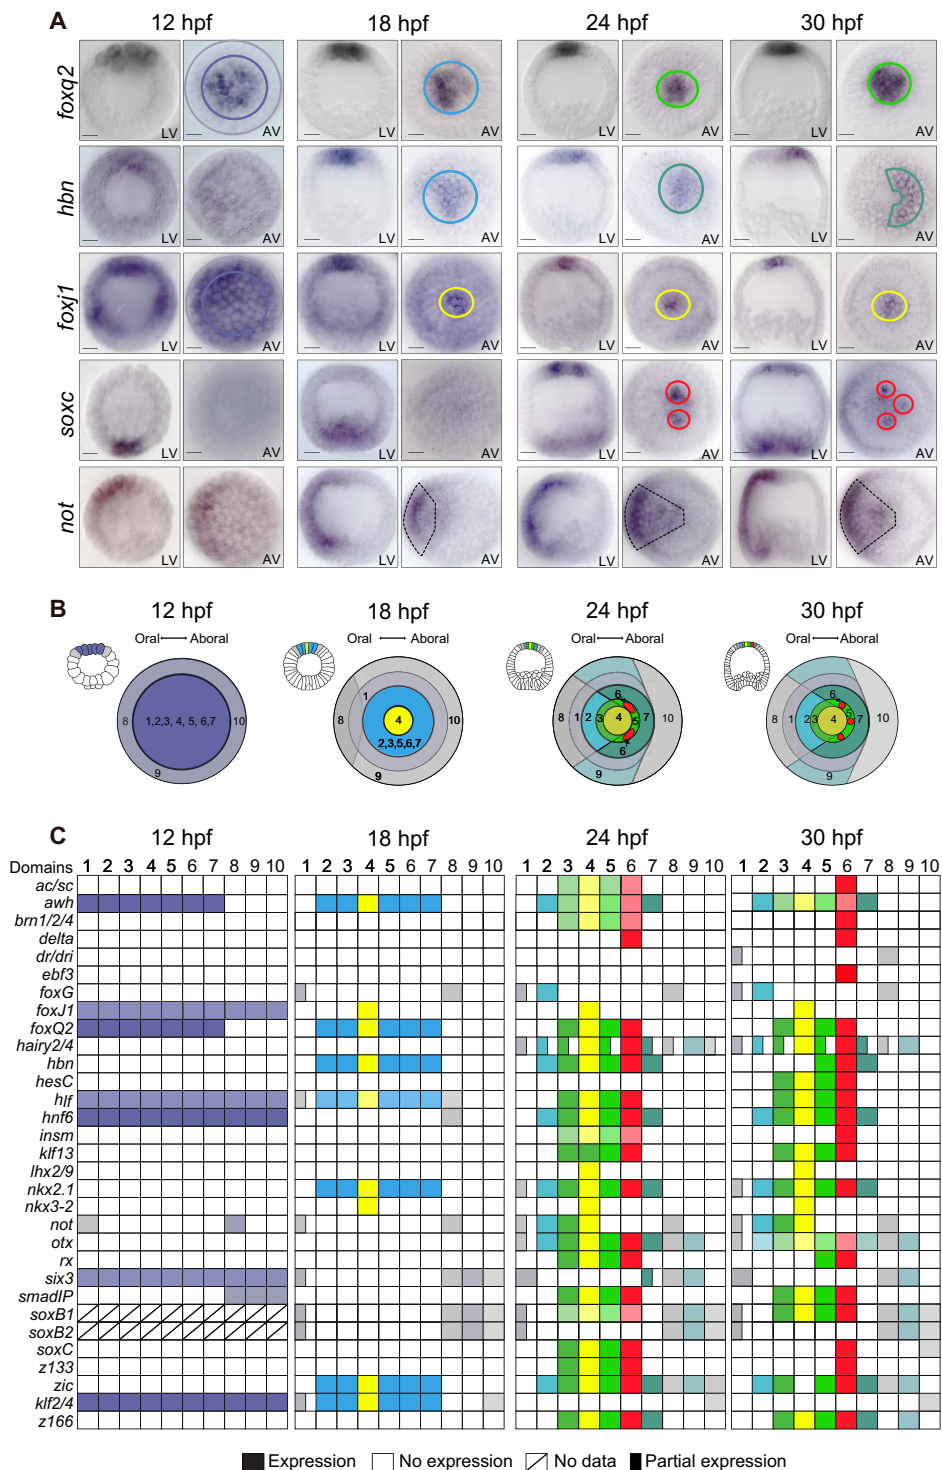 A
12 hpf 18 hpf 24 hpf 30 hpf
foxq2 LV AV LV AV LV AV LV AV
hbn LV AV LV AV LV AV LV AV
foxj1 LV AV LV AV LV AV LV AV
soxc LV AV LV AV LV AV LV AV
not LV AV LV AV LV AV LV AV
B
12 hpf 18 hpf 24 hpf 30 hpf
Oral Aboral Oral Aboral Oral Aboral Oral Aboral
8 1,2,3, 4, 5, 6,7 10 9
1 8 4 10 2,3,5,6,7 9
6 8 1 2 3 4 5 7 10 6 9
6 8 1 2 3 4 5 7 10 9
C
12 hpf 18 hpf 24 hpf 30 hpf
Domains 1 2 3 4 5 6 7 8 9 10 1 2 3 4 5 6 7 8 9 10 1 2 3 4 5 6 7 8 9 10 1 2 3 4 5 6 7 8 9 10
ac/sc
awh
brn1/2/4
delta
dr/dri
ebf3
foxG
foxJ1
foxQ2
hairy2/4
hbn
hesC
hlf
hnf6
insm
klf13
lhx2/9
nkx2.1
nkx3-2
not
otx
rx
six3
smadIP
soxB1
soxB2
soxC
z133
zic
klf2/4
z166
Expression No expression No data Partial expression